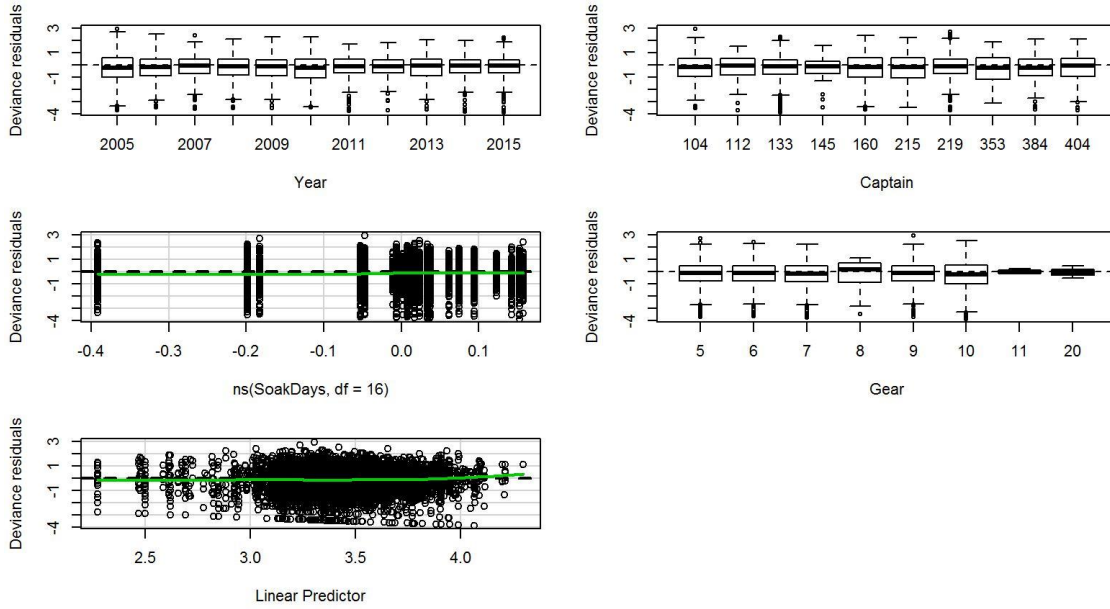 Deviance residuals
3
1
-1
-4
2005 2007 2009 2011 2013 2015
Year
Deviance residuals
3
1
-1
-4
104 112 133 145 160 215 219 353 384 404
Captain
Deviance residuals
3
1
-1
-4
-0.4 -0.3 -0.2 -0.1 0.0 0.1
ns(SoakDays, df = 16)
Deviance residuals
3
1
-1
-4
5 6 7 8 9 10 11 20
Gear
Deviance residuals
3
1
-1
-4
2.5 3.0 3.5 4.0
Linear Predictor